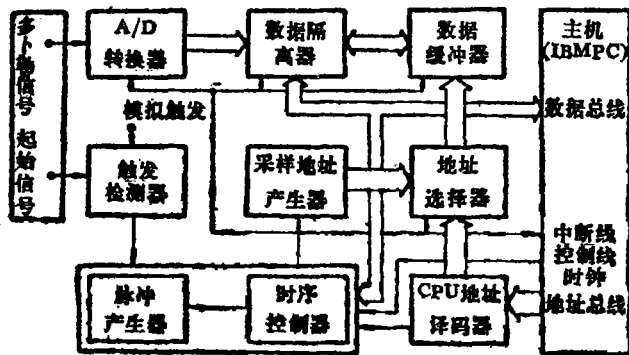 多卜勒信号
起始信号
A/D
转换器
数据隔
离器
数据
缓冲器
主机
(IBMPC)
模拟触发
数据总线
触发
检测器
采样地址
产生器
地址
选择器
中断线
控制线
时钟
地址总线
脉冲
产生器
时序
控制器
CPU地址
译码器